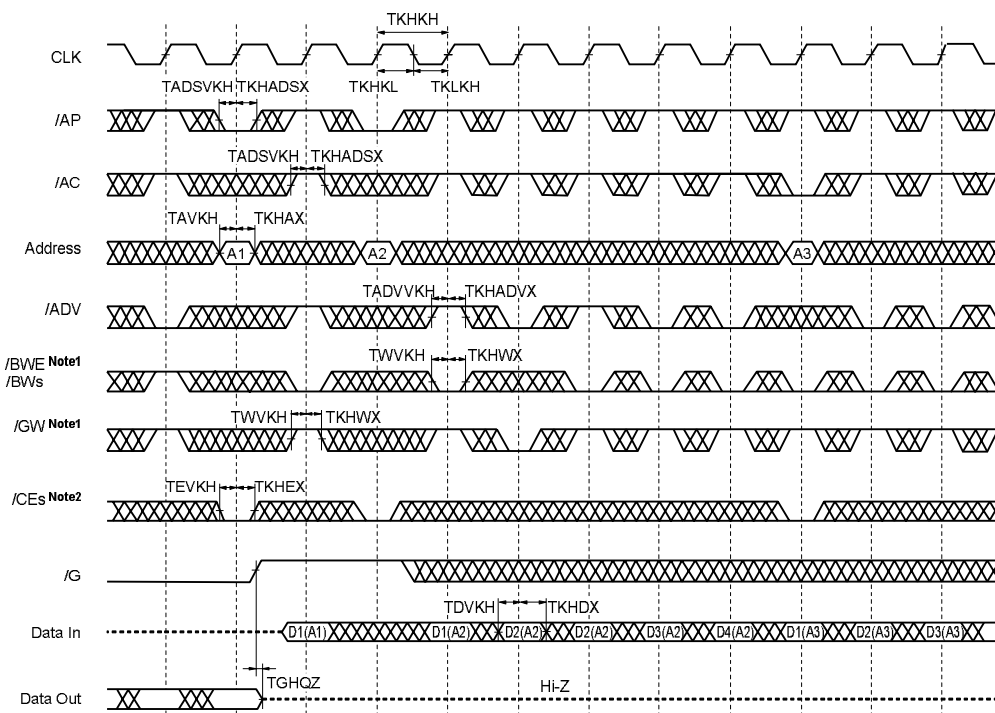 TKHKH
CLK
TADSVKH TKHADSX TKHKL TKLKH
/AP
TADSVKH TKHADSX
/AC
TAVKH TKHAX
Address A1 A2 A3
TADVVKH TKHADVX
/ADV
TWVKH TKHWX
/BWE Note1
/BWs
TWVKH TKHWX
/GW Note1
TEVKH TKHEX
/CEs Note2
/G
TDVKH TKHDX
Data In D1(A1) D1(A2) D2(A2) D2(A2) D3(A2) D4(A2) D1(A3) D2(A3) D3(A3)
TGHQZ
Hi-Z
Data Out